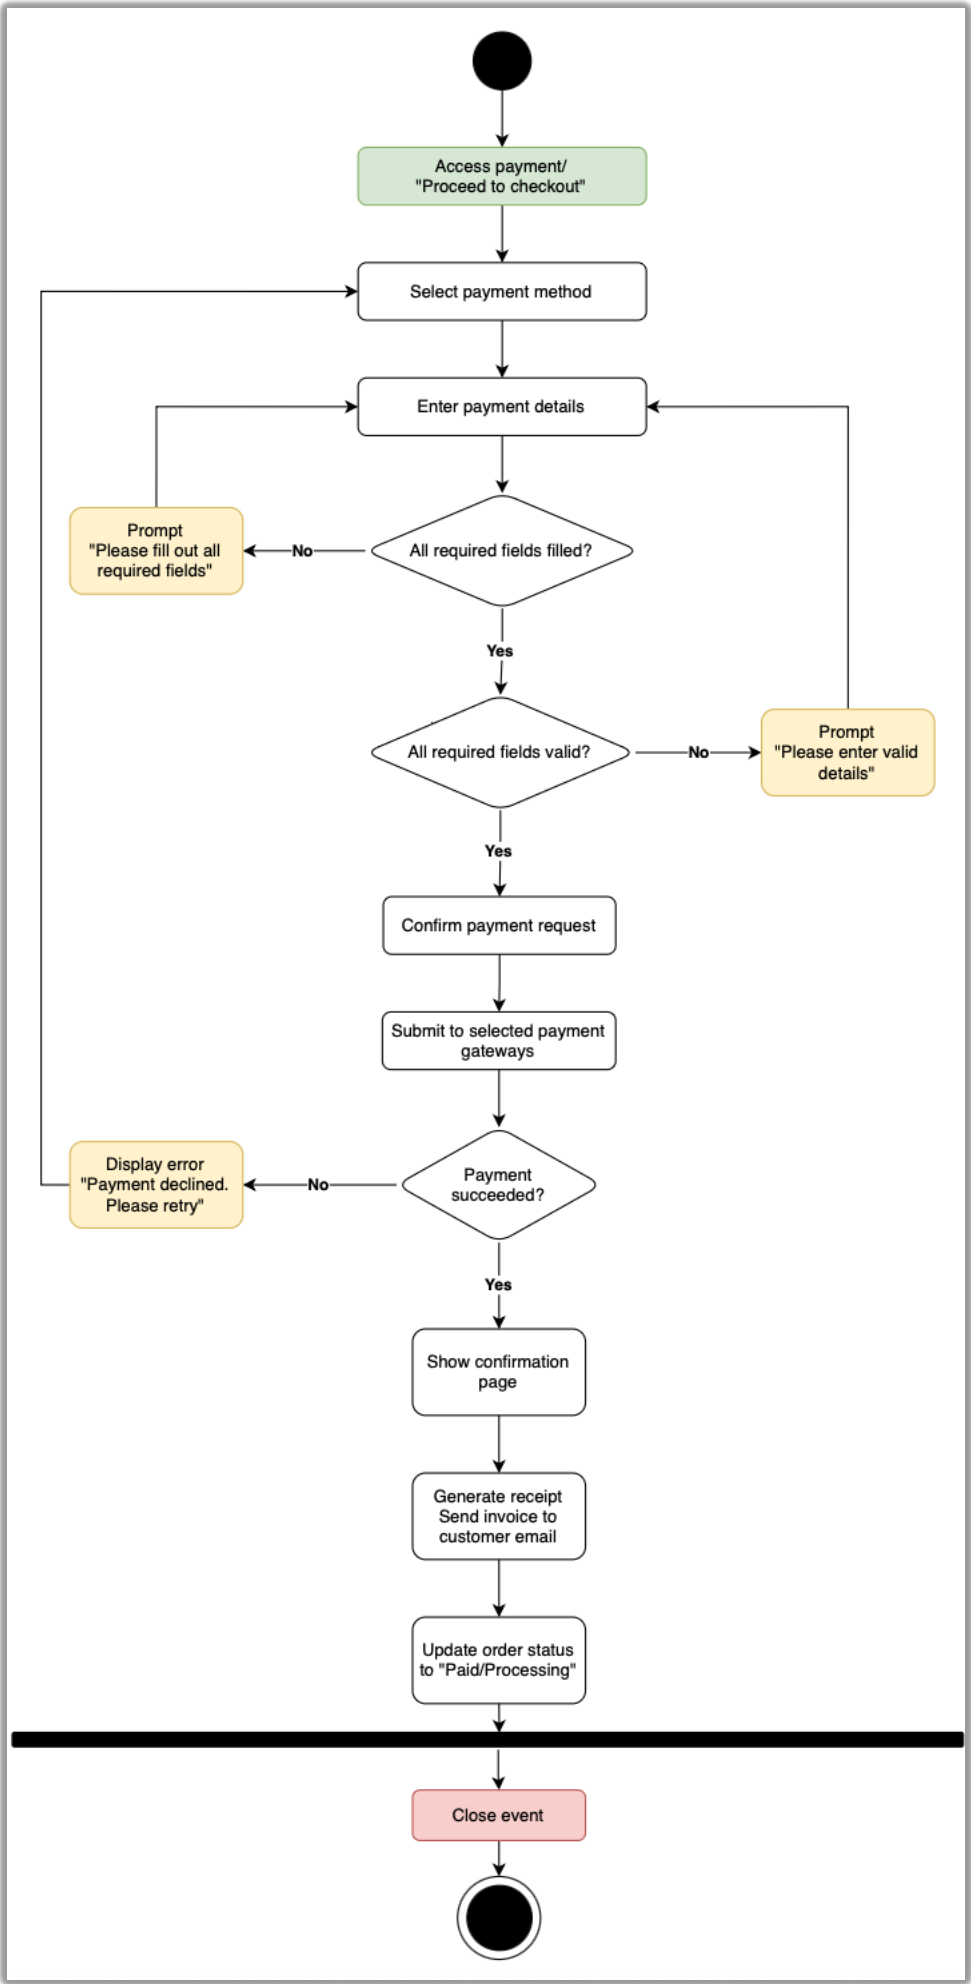 Access payment/
"Proceed to checkout"
Select payment method
Enter payment details
All required fields filled?
No
Prompt
"Please fill out all
required fields"
Yes
All required fields valid?
No
Prompt
"Please enter valid
details"
Yes
Confirm payment request
Submit to selected payment
gateways
Payment
succeeded?
No
Display error
"Payment declined.
Please retry"
Yes
Show confirmation
page
Generate receipt
Send invoice to
customer email
Update order status
to "Paid/Processing"
Close event